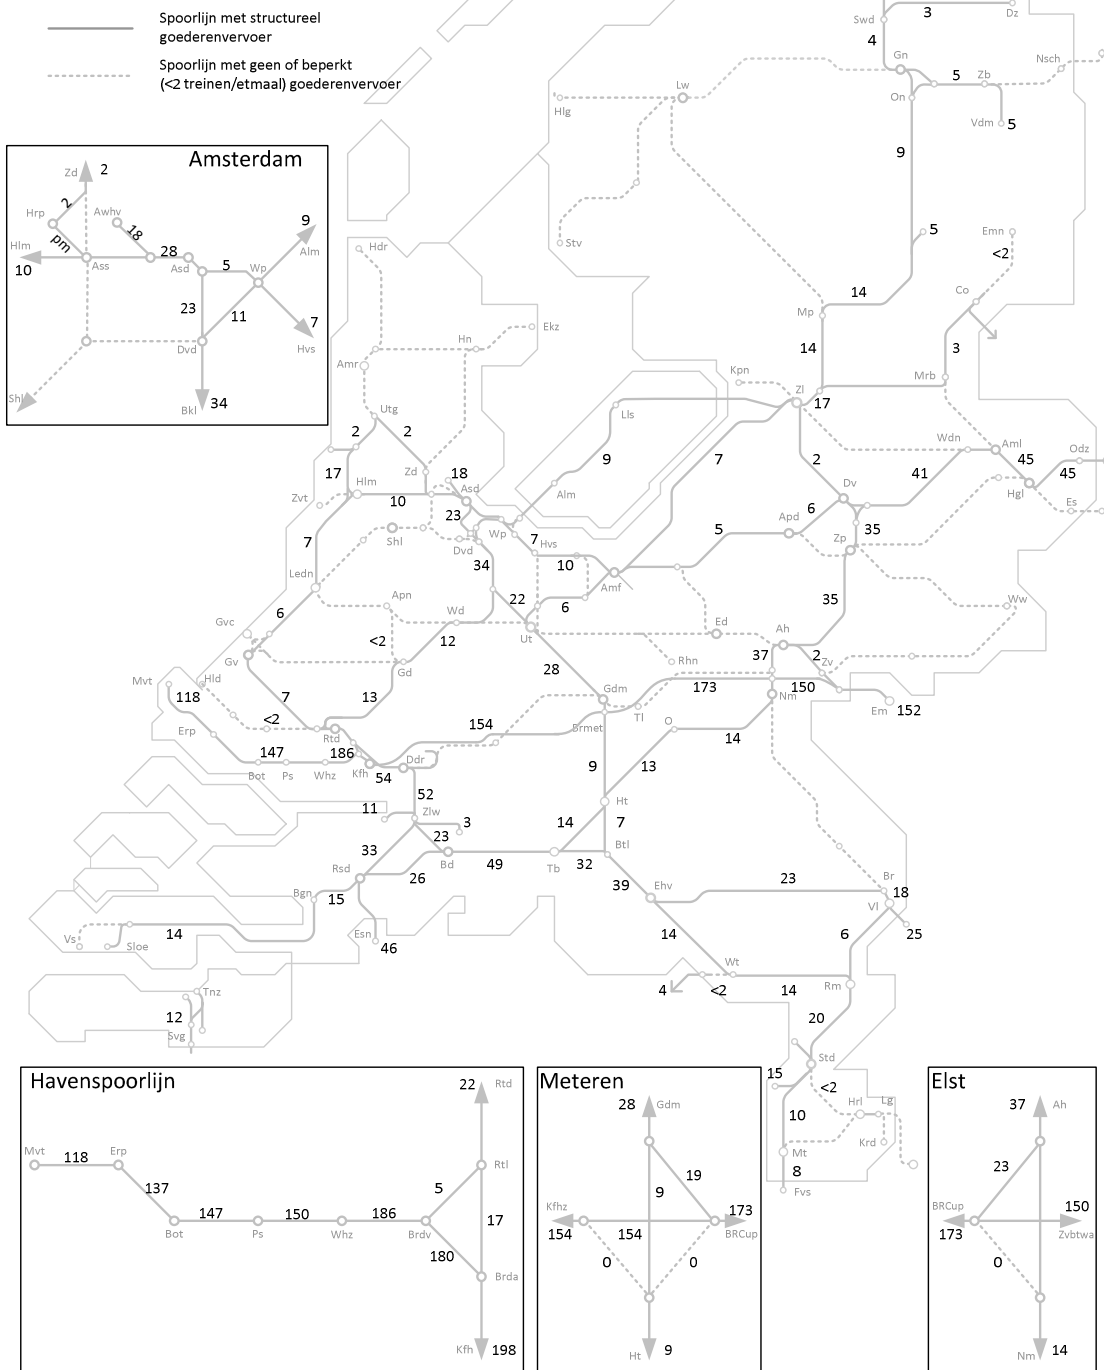 Spoorlijn met structureel
goederenvervoer
Spoorlijn met geen of beperkt
(<2 treinen/etmaal) goederenvervoer
Swd
3
Dz
4
Gn
Nsch
5
Zb
Lw
On
Hlg
Vdm
5
9
Stv
5
Emn
<2
Hdr
Co
14
Mp
Ekz
Hn
14
3
Amr
Kpn
Mrb
Zl
17
Utg
Lls
2
2
7
Wdn
Aml
Odz
17
Zd
18
9
2
41
45
45
Hlm
Asd
Alm
Dv
Hgl
Zvt
10
Es
23
6
Apd
35
7
Shl
Wp
7
5
Zp
Dvd
Hvs
34
10
Ledn
Amf
Apn
22
6
35
Ww
6
Wd
Gvc
<2
12
Ut
Ed
Ah
Gv
28
37
2
Gd
Rhn
Zv
Mvt
Hld
118
7
13
Gdm
173
150
Nm
Em
152
<2
Tl
Erp
Rtd
154
Brmet
O
14
147
186
Ddr
Bot
Ps
Whz
Kfh
54
9
13
52
Ht
11
Zlw
3
14
7
23
Btl
33
Bd
49
Tb
32
Rsd
26
39
Ehv
23
Br
18
Bgn
15
Vl
Vs
14
Sloe
Esn
46
14
6
25
Wt
4
<2
14
Rm
Tnz
12
Svg
20
Std
15
<2
10
Hrl
Lg
Krd
Mt
8
Fvs
Amsterdam
Zd
2
Hrp
2
Awhv
9
18
pm
Hlm
10
Ass
28
Asd
5
Wp
Alm
23
11
7
Hvs
Dvd
Shl
34
Bkl
Havenspoorlijn
22
Rtd
Mvt
118
Erp
Rtl
137
5
147
150
186
17
Bot
Ps
Whz
Brdv
180
Brda
Kfh
198
Meteren
28
Gdm
19
9
Kfhz
173
154
154
BRCup
0
0
Ht
9
Elst
37
Ah
23
BRCup
150
173
Zvbtwa
0
Nm
14